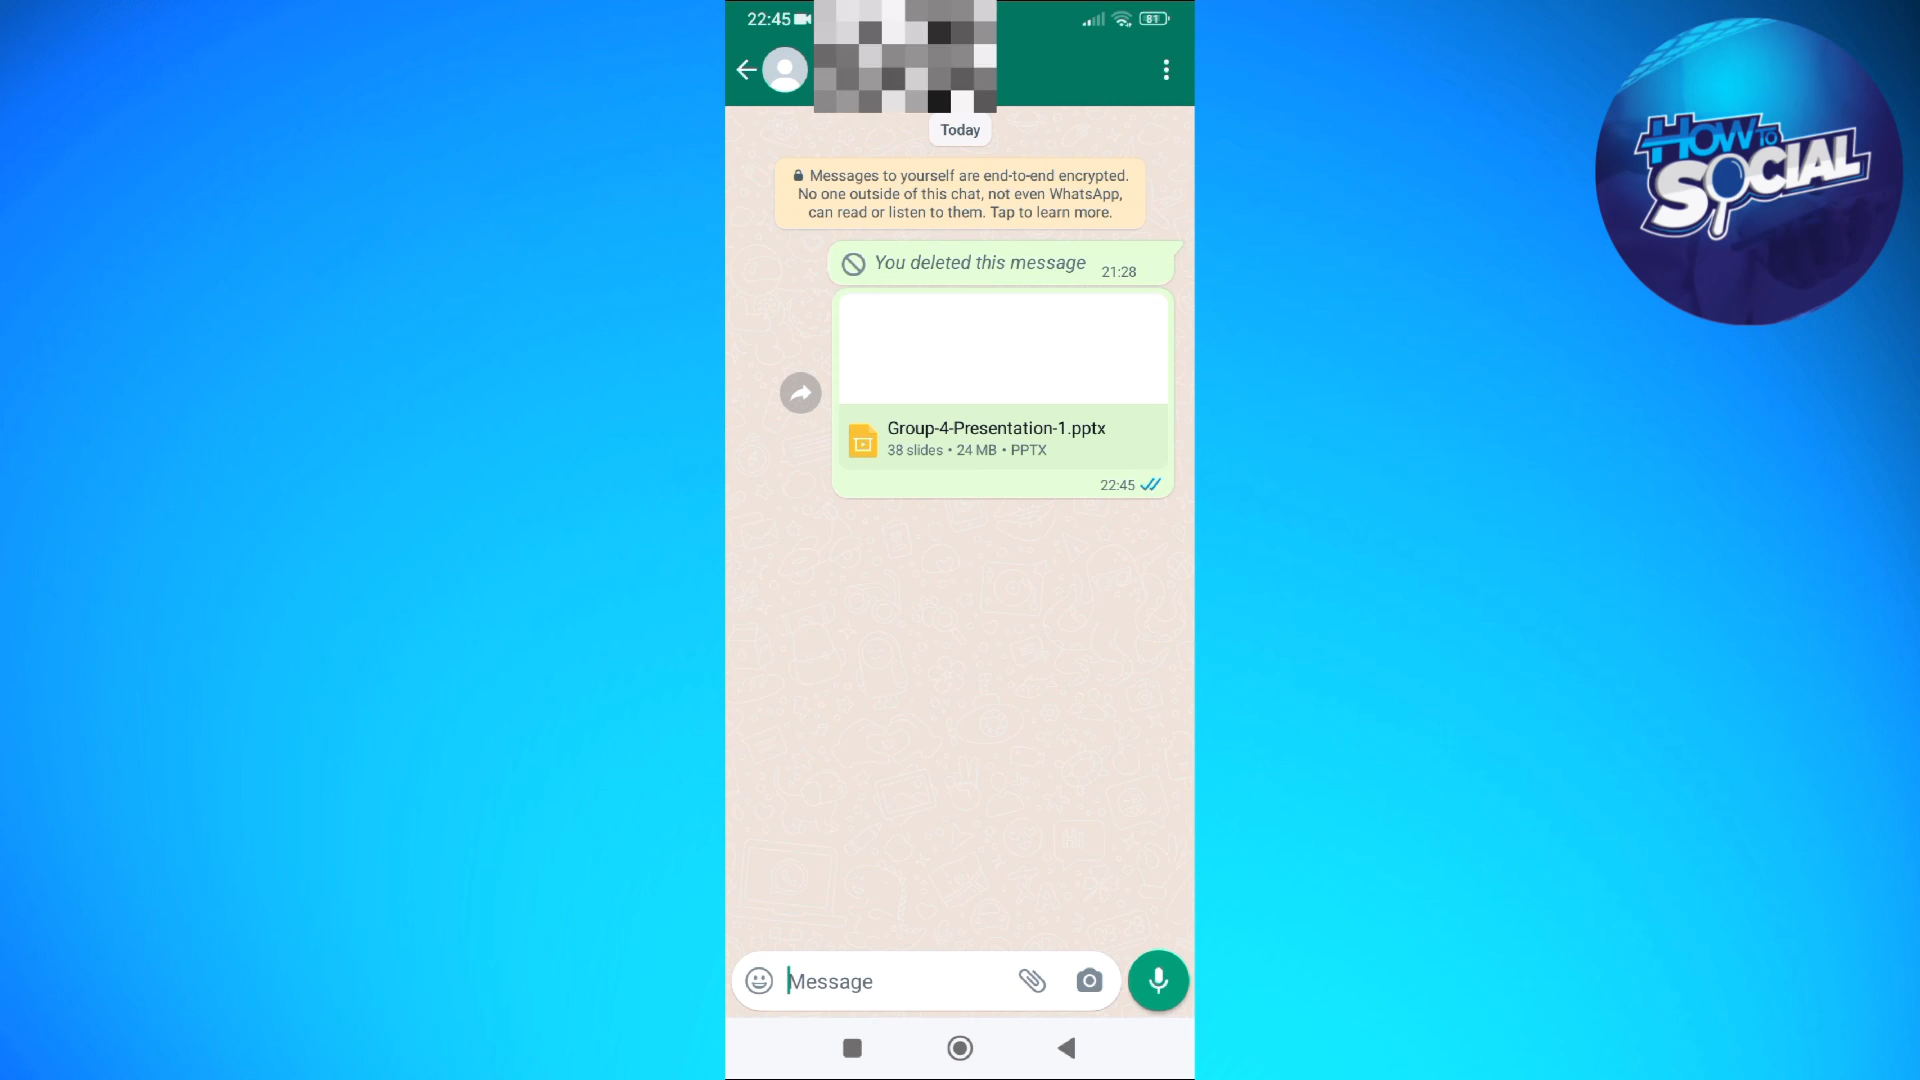 22:45
81
HOW TO
SOCIAL
Today
Messages to yourself are end-to-end encrypted.
No one outside of this chat, not even WhatsApp,
can read or listen to them. Tap to learn more.
You deleted this message 21:28
Group-4-Presentation-1.pptx
38 slides • 24 MB • PPTX
22:45
Message